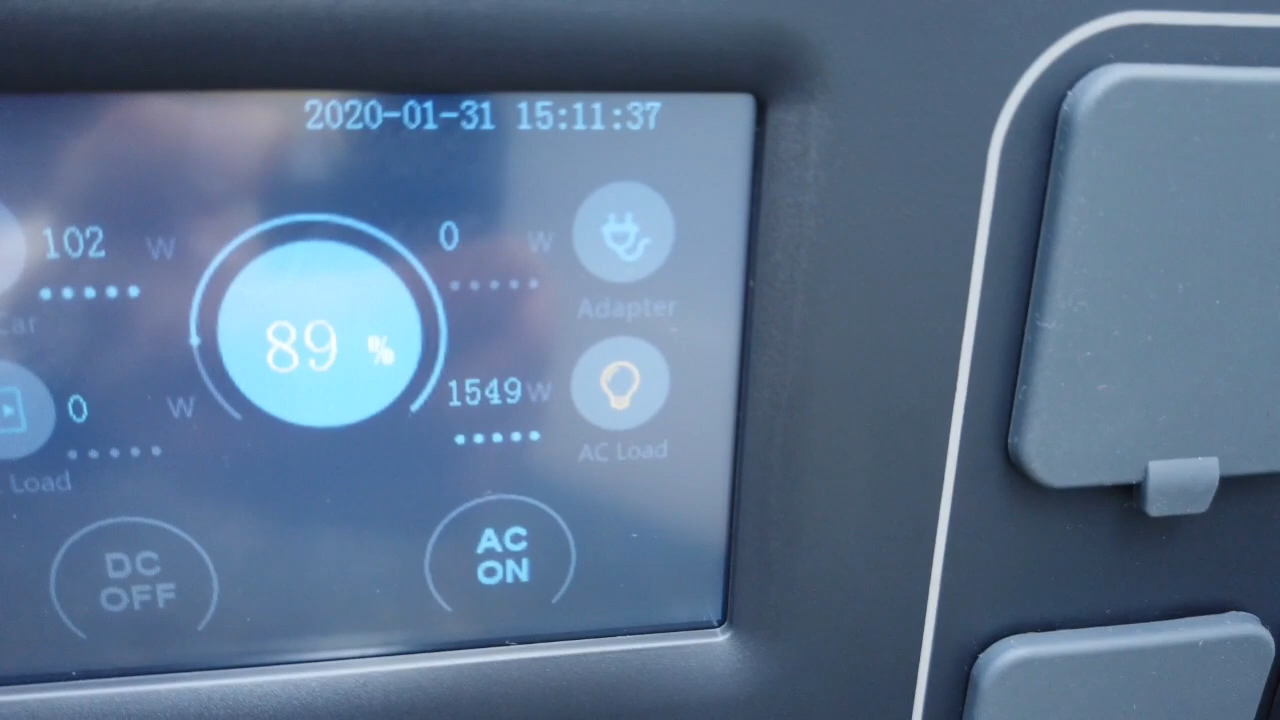 2020-01-31 15:11:37
102 W
0 W
Car
Adapter
89 %
0 W
1549 W
Load
AC Load
DC
OFF
AC
ON